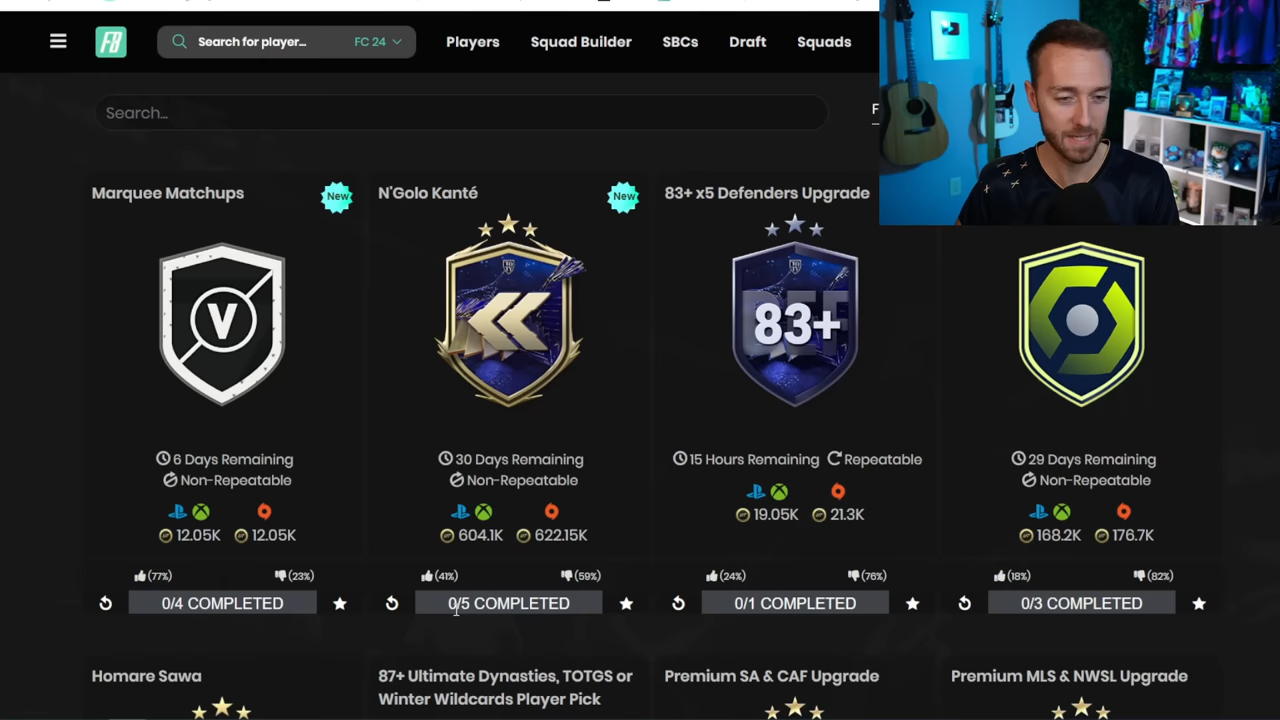 FB
Search for player...
FC 24
Players
Squad Builder
SBCs
Draft
Squads
Search...
F
Marquee Matchups
New
N'Golo Kanté
New
83+ x5 Defenders Upgrade
V
83+
6 Days Remaining
Non-Repeatable
12.05K
12.05K
30 Days Remaining
Non-Repeatable
604.1K
622.15K
15 Hours Remaining
Repeatable
19.05K
21.3K
29 Days Remaining
Non-Repeatable
168.2K
176.7K
(77%)
(23%)
(41%)
(59%)
(24%)
(76%)
(18%)
(82%)
0/4 COMPLETED
0/5 COMPLETED
0/1 COMPLETED
0/3 COMPLETED
Homare Sawa
87+ Ultimate Dynasties, TOTGS or
Winter Wildcards Player Pick
Premium SA & CAF Upgrade
Premium MLS & NWSL Upgrade